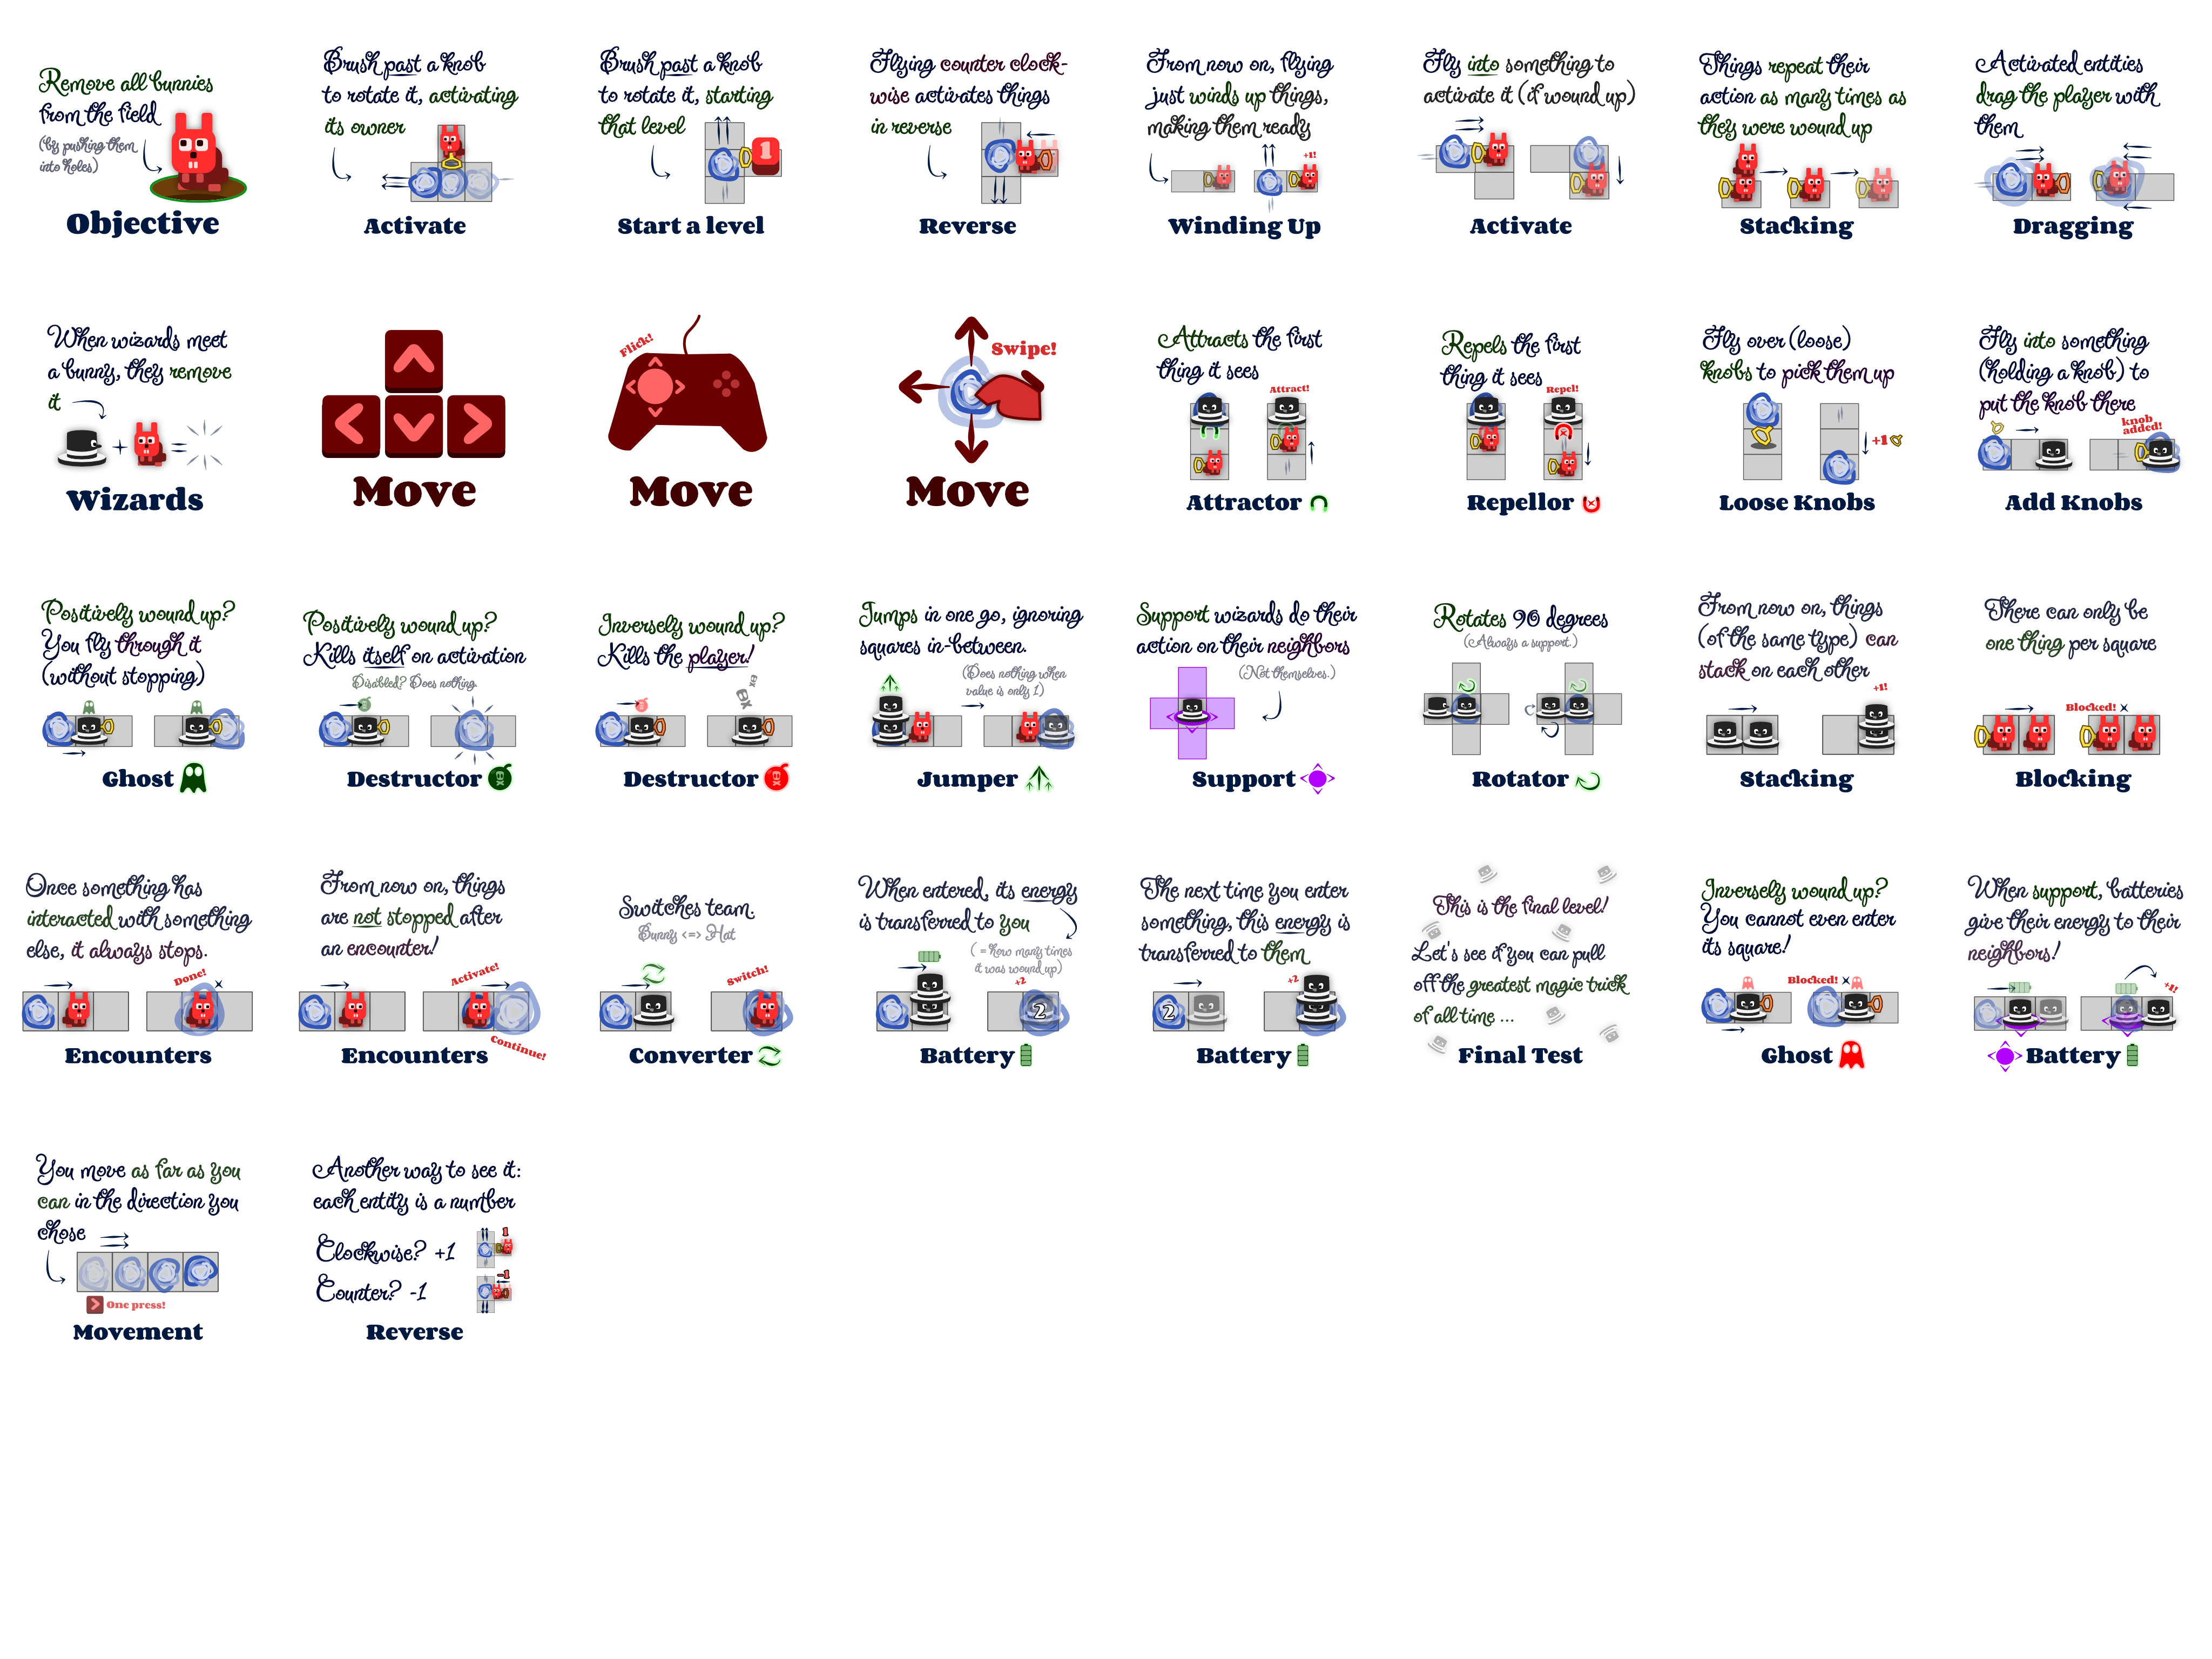 Remove all bunnies
from the field
(by pushing them
into holes)
Objective
Brush past a knob
to rotate it, activating
its owner
Activate
Brush past a knob
to rotate it, starting
that level
1
Start a level
Flying counter clock-
wise activates things
in reverse
Reverse
From now on, flying
just winds up things,
making them ready
+1!
Winding Up
Fly into something to
activate it (if wound up)
Activate
Things repeat their
action as many times as
they were wound up
Stacking
Activated entities
drag the player with
them
Dragging
When wizards meet
a bunny, they remove
it
+ =
Wizards
Move
Flick!
Move
Swipe!
Move
Attracts the first
thing it sees
Attract!
Attractor
Repels the first
thing it sees
Repel!
Repellor
Fly over (loose)
knobs to pick them up
+1
Loose Knobs
Fly into something
(holding a knob) to
put the knob there
knob
added!
Add Knobs
Positively wound up?
You fly through it
(without stopping)
Ghost
Positively wound up?
Kills itself on activation
Disabled? Does nothing.
Destructor
Inversely wound up?
Kills the player!
Destructor
Jumps in one go, ignoring
squares in-between.
(Does nothing when
value is only 1)
Jumper
Support wizards do their
action on their neighbors
(Not themselves.)
Support
Rotates 90 degrees
(Always a support.)
Rotator
From now on, things
(of the same type) can
stack on each other
+1!
Stacking
There can only be
one thing per square
Blocked!
Blocking
Once something has
interacted with something
else, it always stops.
Done!
Encounters
From now on, things
are not stopped after
an encounter!
Activate!
Continue!
Encounters
Switches team.
Bunny <=> Hat
Switch!
Converter
When entered, its energy
is transferred to you
( = how many times
it was wound up)
+2
2
Battery
The next time you enter
something, this energy is
transferred to them
2
+2
Battery
This is the final level!
Let's see if you can pull
off the greatest magic trick
of all time ...
Final Test
Inversely wound up?
You cannot even enter
its square!
Blocked!
Ghost
When support, batteries
give their energy to their
neighbors!
+1!
Battery
You move as far as you
can in the direction you
chose
One press!
Movement
Another way to see it:
each entity is a number
Clockwise? +1
1
Counter? -1
-1
Reverse